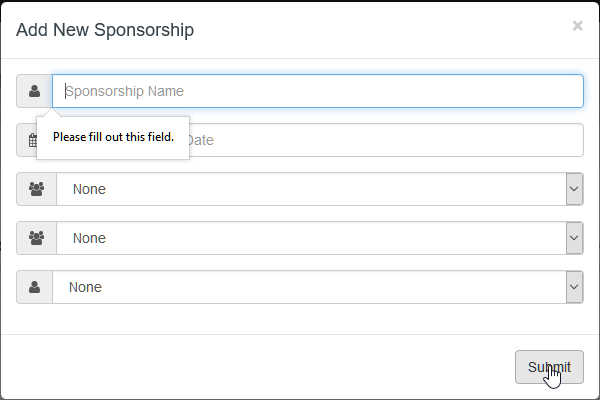 Add New Sponsorship
×
Sponsorship Name
Please fill out this field.
Date
None
None
None
Submit